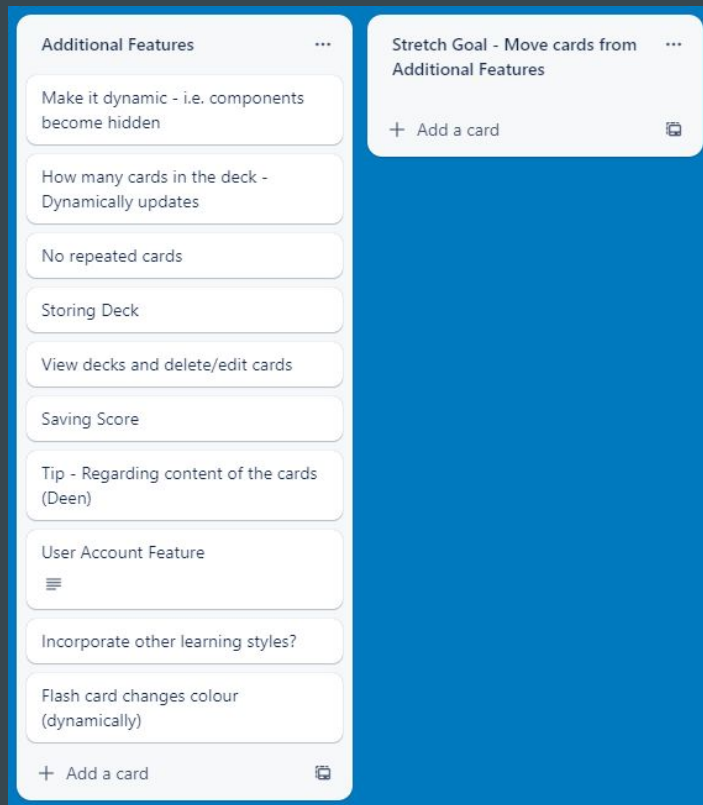 Additional Features
Make it dynamic - i.e. components
become hidden
How many cards in the deck -
Dynamically updates
No repeated cards
Storing Deck
View decks and delete/edit cards
Saving Score
Tip - Regarding content of the cards
(Deen)
User Account Feature
Incorporate other learning styles?
Flash card changes colour
(dynamically)
+ Add a card
Stretch Goal - Move cards from
Additional Features
+ Add a card